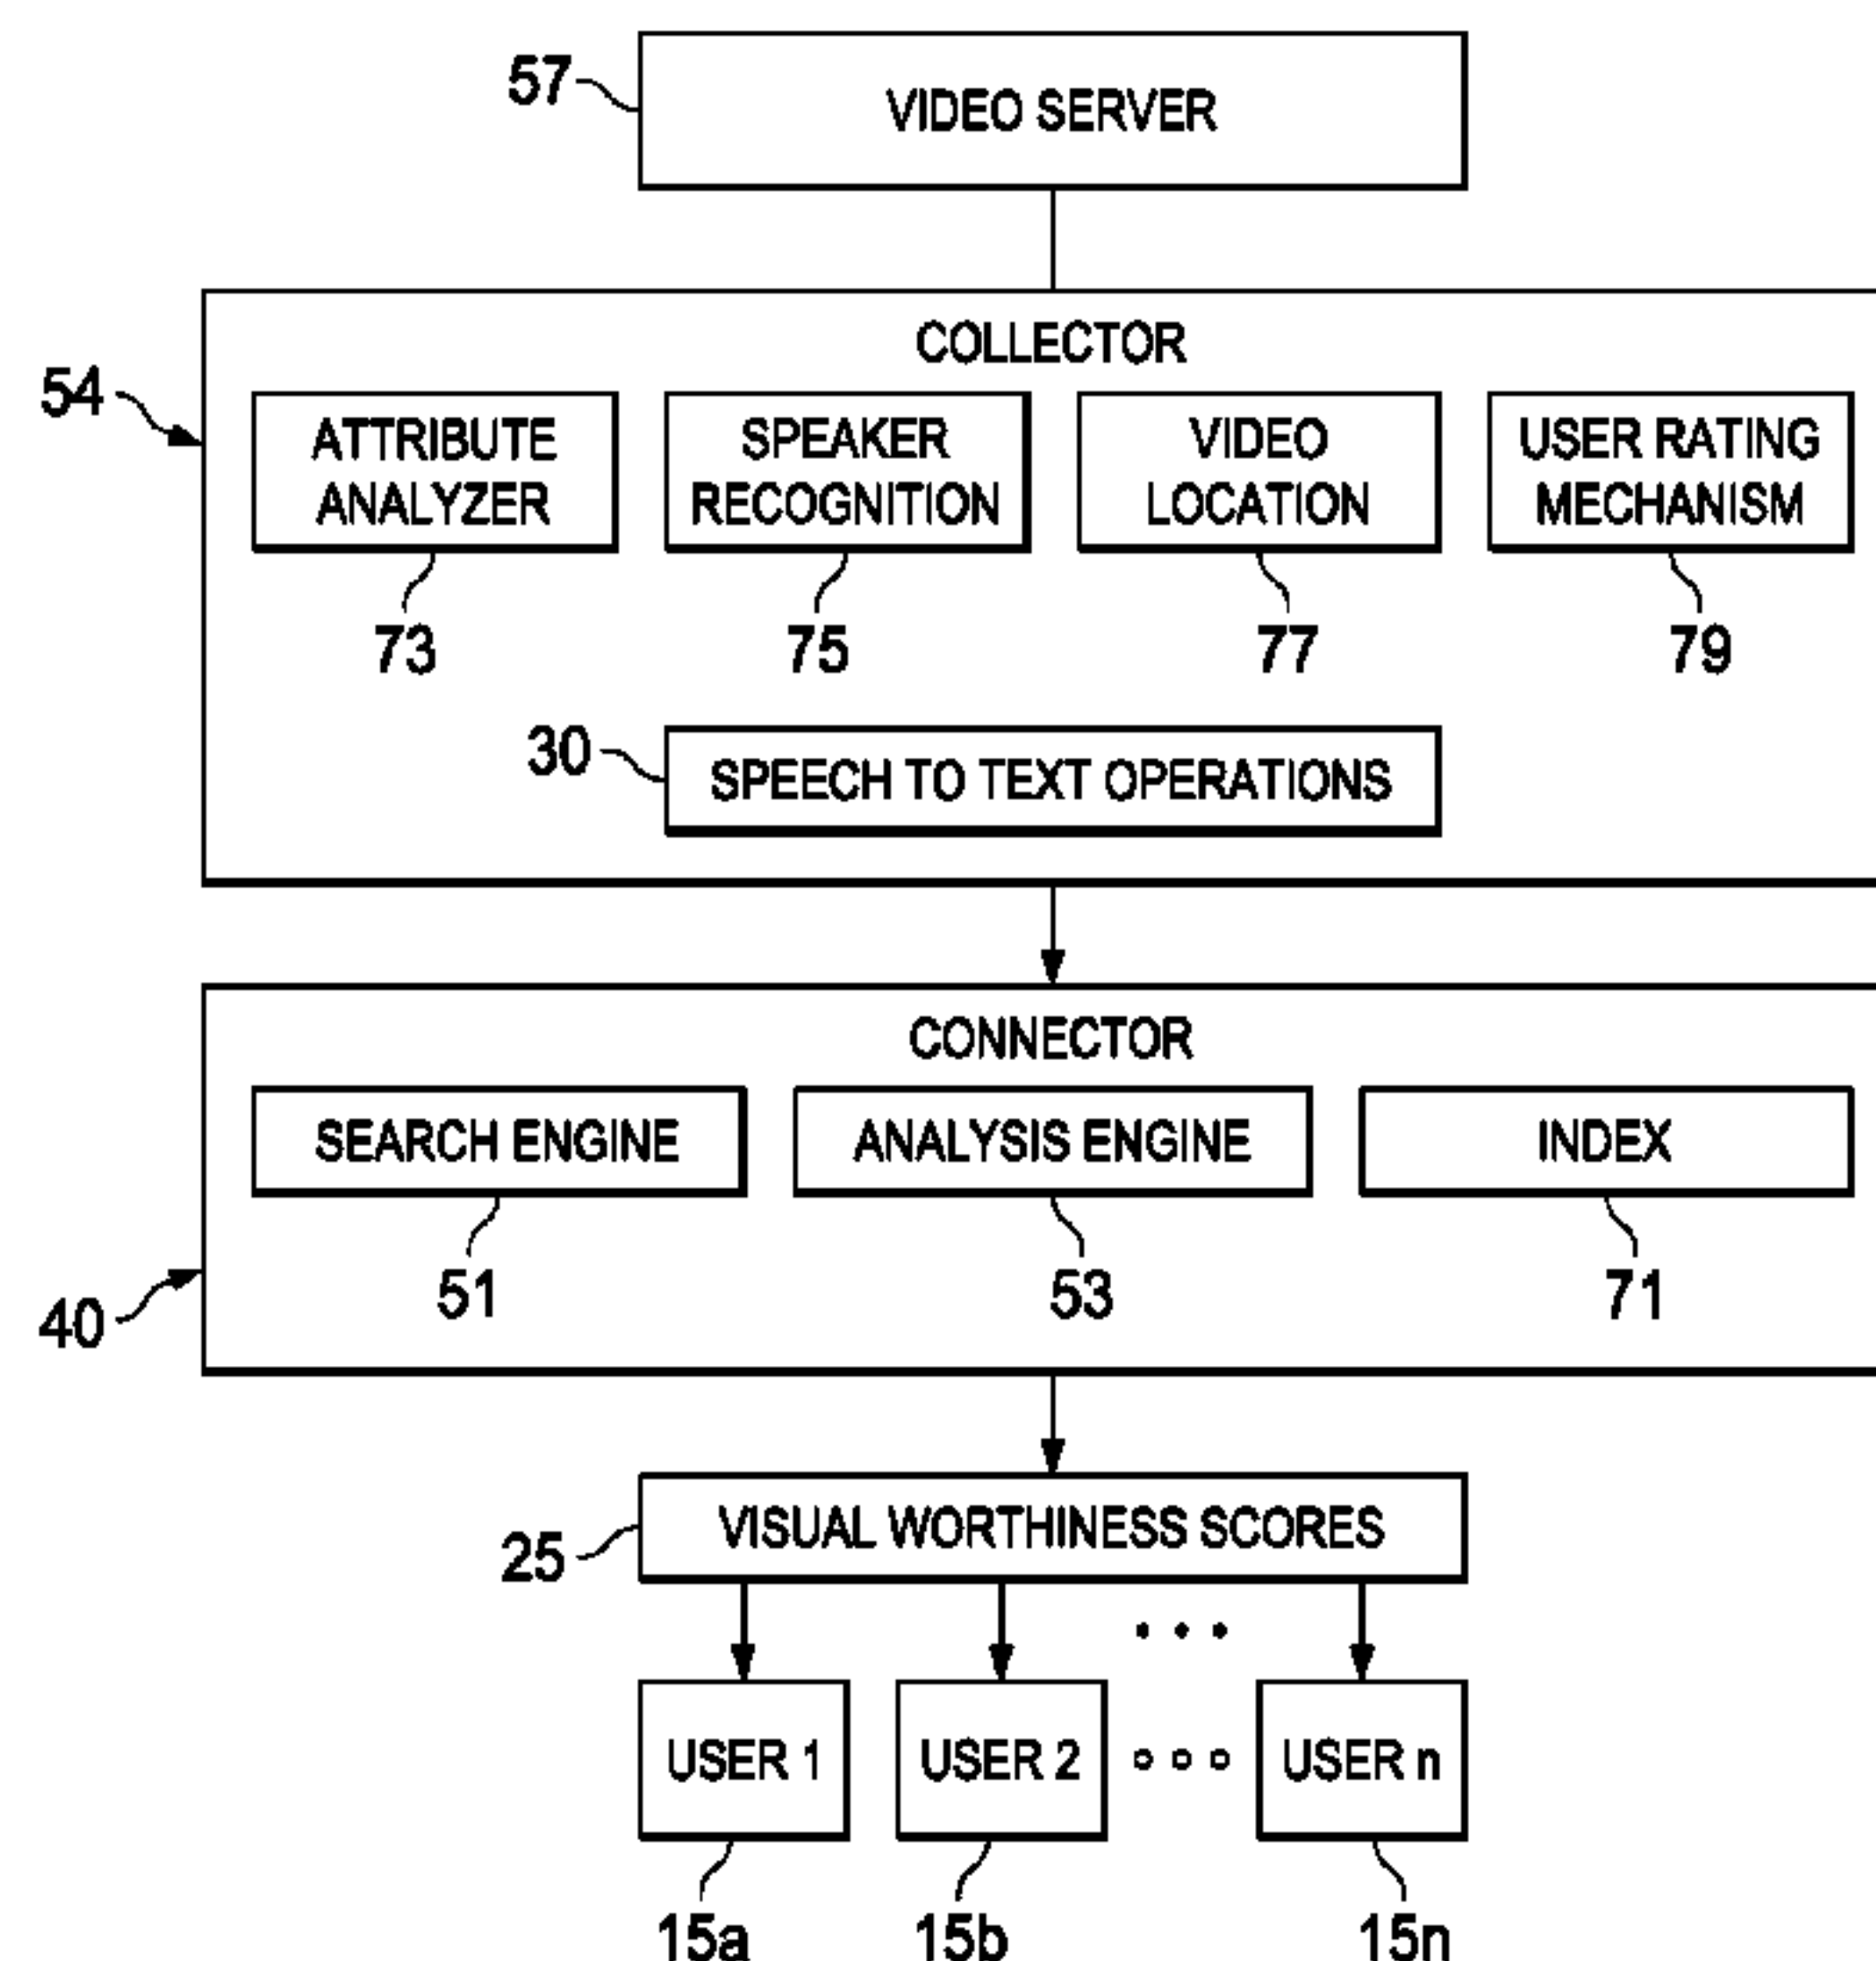 57
VIDEO SERVER
COLLECTOR
54
ATTRIBUTE
ANALYZER
SPEAKER
RECOGNITION
VIDEO
LOCATION
USER RATING
MECHANISM
73
75
77
79
30
SPEECH TO TEXT OPERATIONS
CONNECTOR
SEARCH ENGINE
ANALYSIS ENGINE
INDEX
51
53
71
40
25
VISUAL WORTHINESS SCORES
USER 1
USER 2
USER n
15a
15b
15n